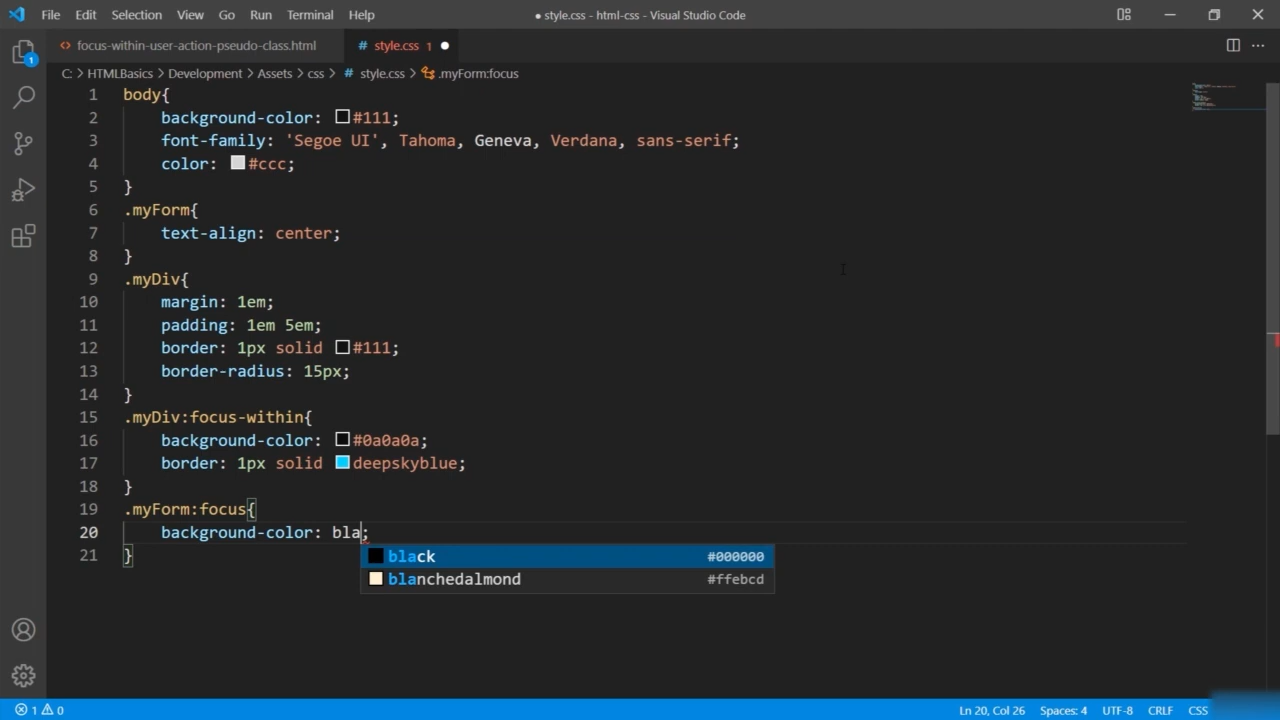 File Edit Selection View Go Run Terminal Help ● style.css - html-css - Visual Studio Code
<> focus-within-user-action-pseudo-class.html # style.css 1 ●
C: > HTMLBasics > Development > Assets > css > # style.css > .myForm:focus
1 body{
2 background-color: #111;
3 font-family: 'Segoe UI', Tahoma, Geneva, Verdana, sans-serif;
4 color: #ccc;
5 }
6 .myForm{
7 text-align: center;
8 }
9 .myDiv{
10 margin: 1em;
11 padding: 1em 5em;
12 border: 1px solid #111;
13 border-radius: 15px;
14 }
15 .myDiv:focus-within{
16 background-color: #0a0a0a;
17 border: 1px solid deepskyblue;
18 }
19 .myForm:focus{
20 background-color: bla;
black #000000
21 }
blanchedalmond #ffebcd
1
1 0 Ln 20, Col 26 Spaces: 4 UTF-8 CRLF CSS